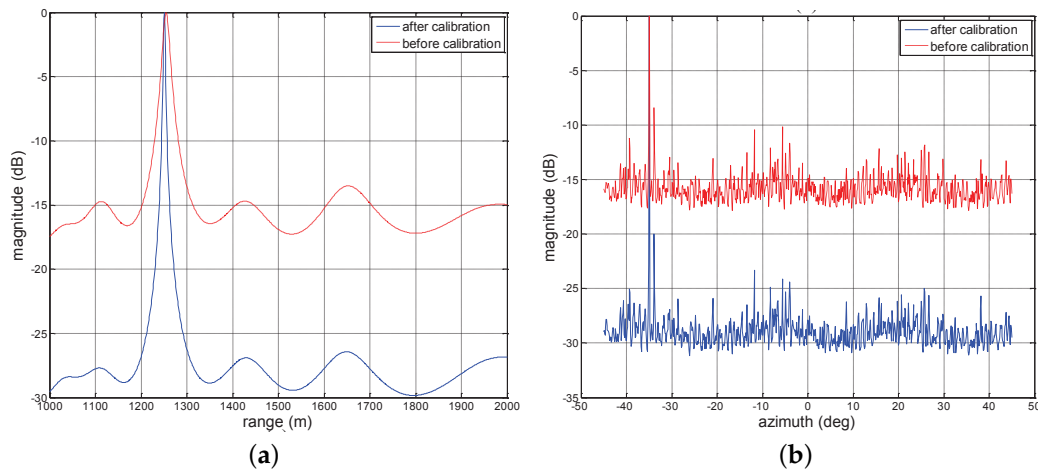 after calibration
before calibration
magnitude (dB)
0
-5
-10
-15
-20
-25
-30
1000 1100 1200 1300 1400 1500 1600 1700 1800 1900 2000
range (m)
(a)
after calibration
before calibration
magnitude (dB)
0
-5
-10
-15
-20
-25
-30
-35
-50 -40 -30 -20 -10 0 10 20 30 40 50
azimuth (deg)
(b)